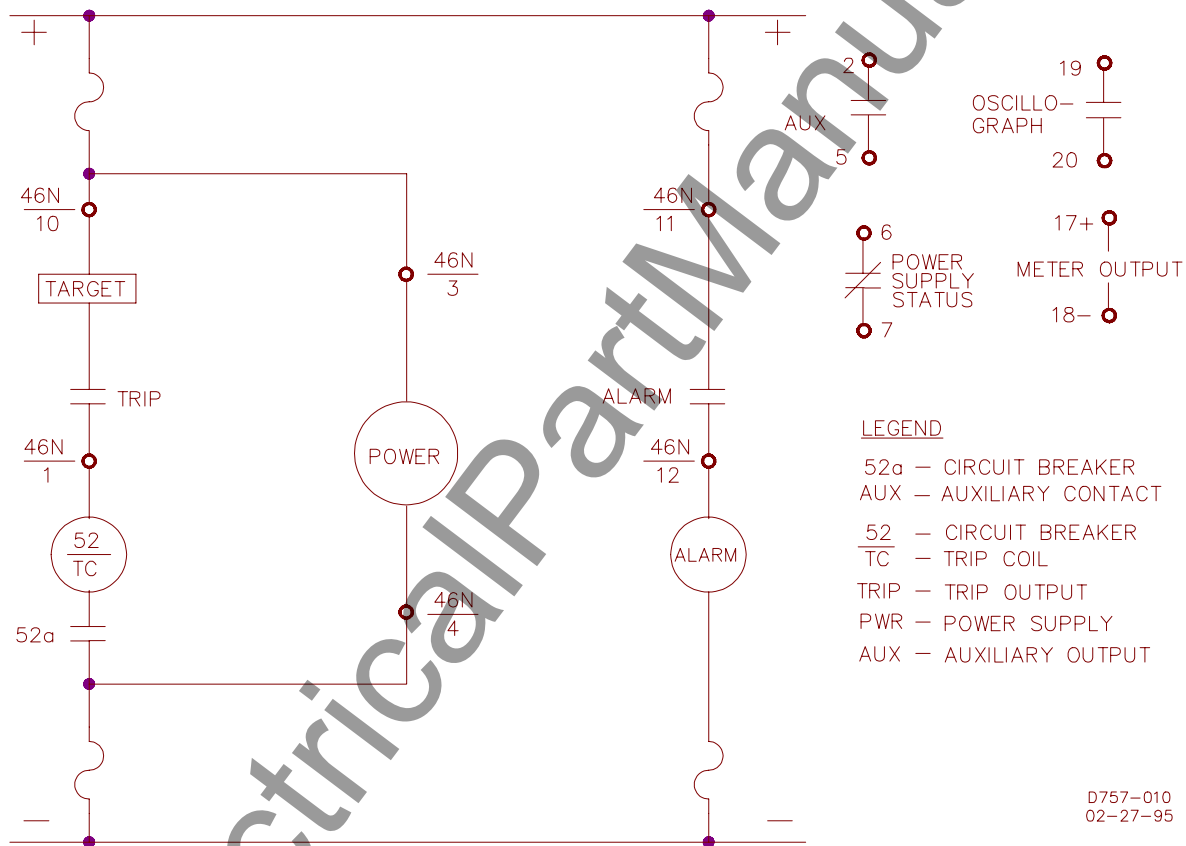 +
+
2
AUX
5
19
OSCILLO-
GRAPH
20
46N
10
46N
11
17+
METER OUTPUT
18-
6
POWER
SUPPLY
STATUS
7
46N
3
TARGET
TRIP
ALARM
46N
1
POWER
46N
12
LEGEND
52a - CIRCUIT BREAKER
AUX - AUXILIARY CONTACT
52 - CIRCUIT BREAKER
TC - TRIP COIL
TRIP - TRIP OUTPUT
PWR - POWER SUPPLY
AUX - AUXILIARY OUTPUT
52
TC
ALARM
46N
4
52a
-
-
D757-010
02-27-95
ctricalPartManu